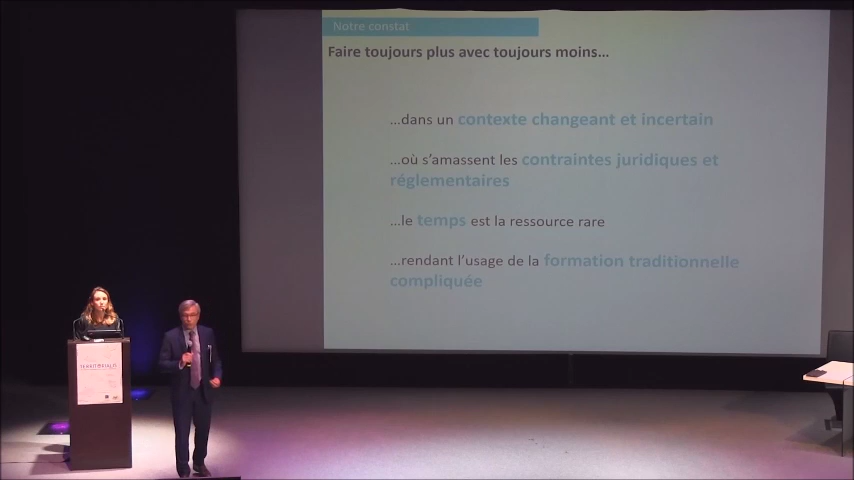 Notre constat
Faire toujours plus avec toujours moins...
...dans un contexte changeant et incertain
...où s'amassent les contraintes juridiques et
réglementaires
...le temps est la ressource rare
...rendant l'usage de la formation traditionnelle
compliquée